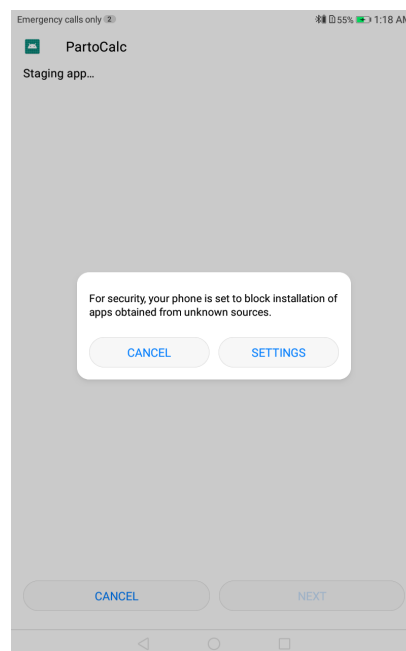 Emergency calls only 2
55% 1:18 AM
PartoCalc
Staging app...
For security, your phone is set to block installation of
apps obtained from unknown sources.
CANCEL
SETTINGS
CANCEL
NEXT